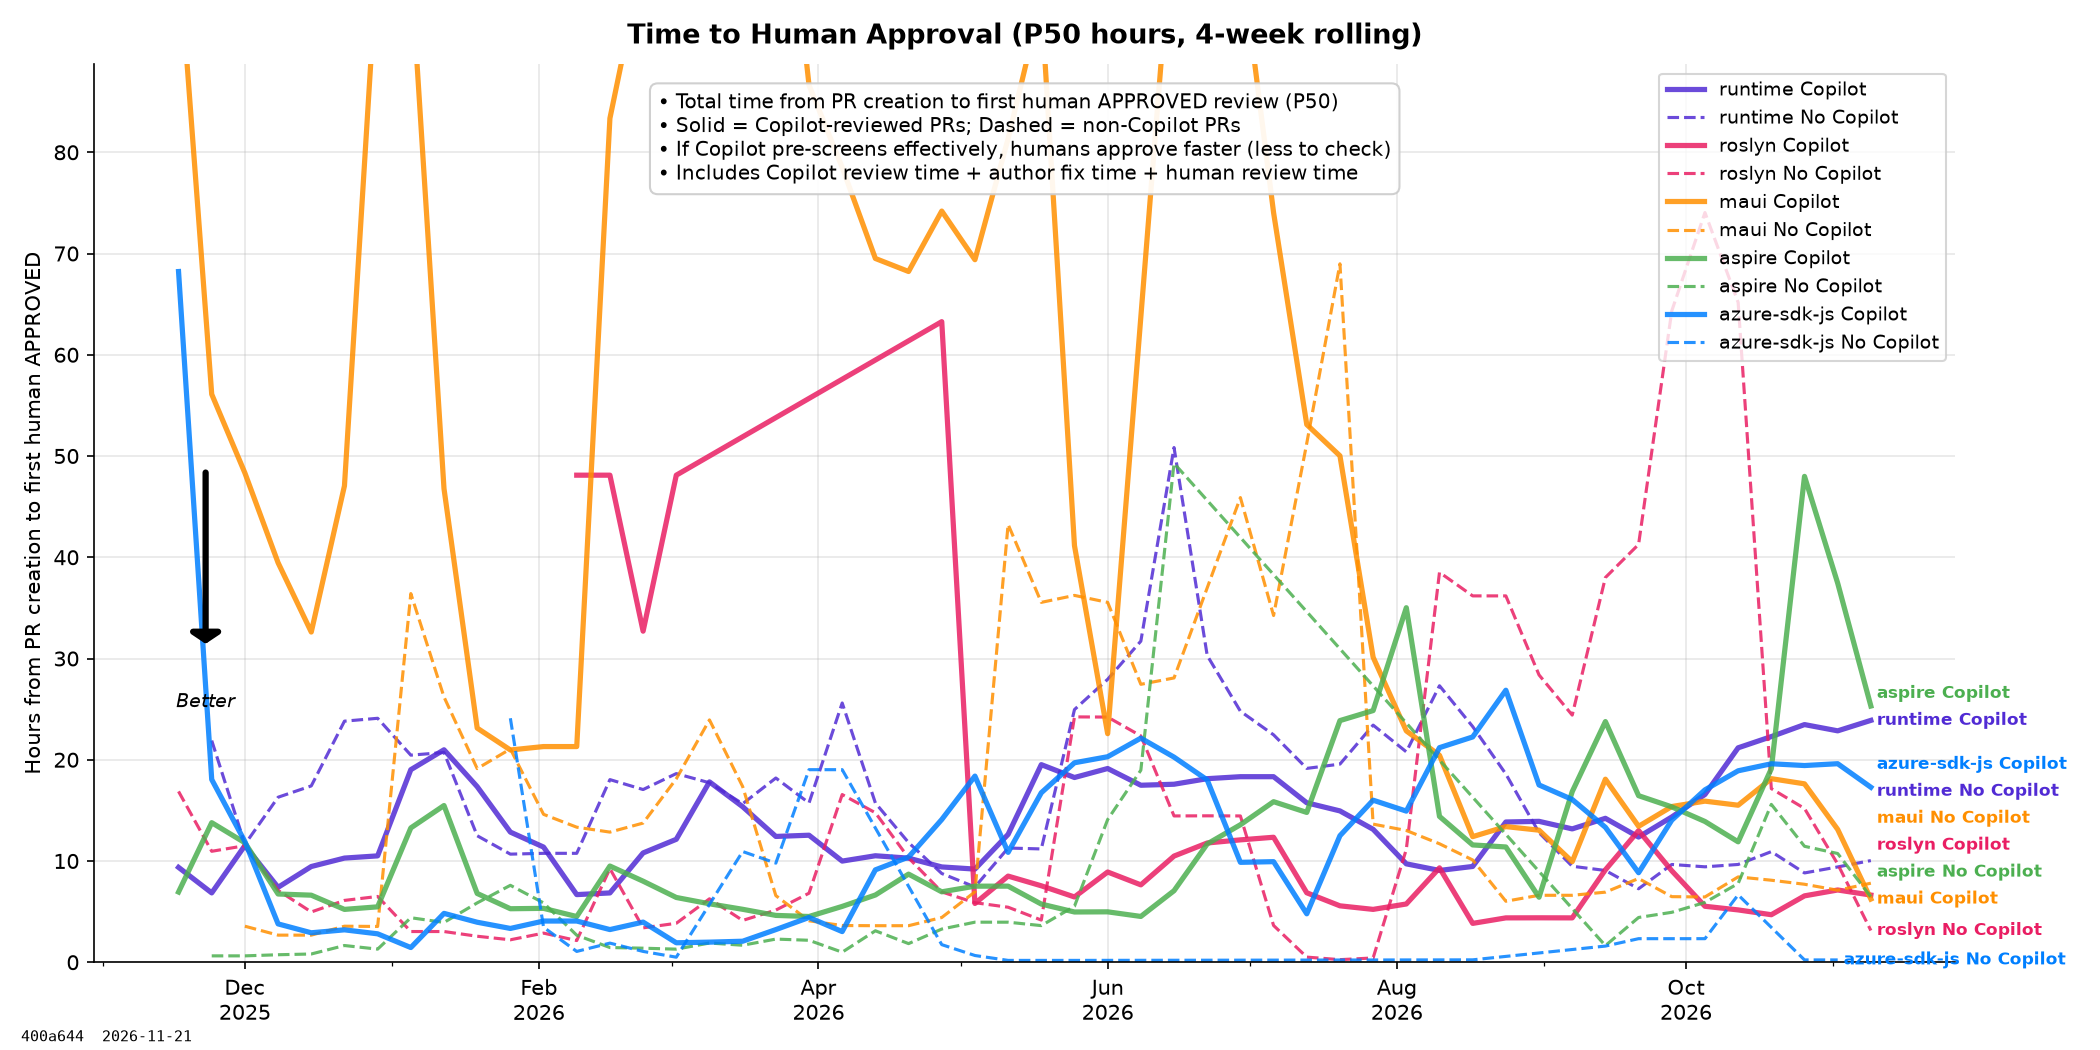 Time to Human Approval (P50 hours, 4-week rolling)
• Total time from PR creation to first human APPROVED review (P50)
• Solid = Copilot-reviewed PRs; Dashed = non-Copilot PRs
• If Copilot pre-screens effectively, humans approve faster (less to check)
• Includes Copilot review time + author fix time + human review time
runtime Copilot
runtime No Copilot
roslyn Copilot
roslyn No Copilot
maui Copilot
maui No Copilot
aspire Copilot
aspire No Copilot
azure-sdk-js Copilot
azure-sdk-js No Copilot
Hours from PR creation to first human APPROVED
80
70
60
50
40
30
20
10
0
Better
aspire Copilot
runtime Copilot
azure-sdk-js Copilot
runtime No Copilot
maui No Copilot
roslyn Copilot
aspire No Copilot
maui Copilot
roslyn No Copilot
azure-sdk-js No Copilot
Dec
2025
Feb
2026
Apr
2026
Jun
2026
Aug
2026
Oct
2026
400a644 2026-11-21